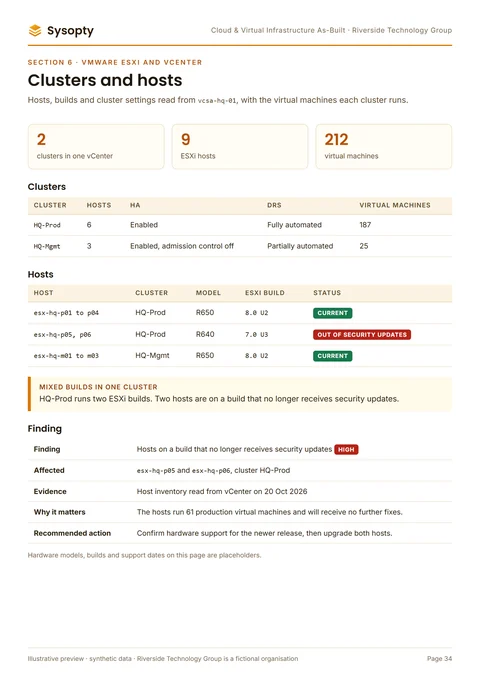 Sysopty
Cloud & Virtual Infrastructure As-Built · Riverside Technology Group
SECTION 6 · VMWARE ESXI AND VCENTER
Clusters and hosts
Hosts, builds and cluster settings read from vcsa-hq-01, with the virtual machines each cluster runs.
2
clusters in one vCenter
9
ESXi hosts
212
virtual machines
Clusters
CLUSTER HOSTS HA DRS VIRTUAL MACHINES
HQ-Prod 6 Enabled Fully automated 187
HQ-Mgmt 3 Enabled, admission control off Partially automated 25
Hosts
HOST CLUSTER MODEL ESXI BUILD STATUS
esx-hq-p01 to p04 HQ-Prod R650 8.0 U2 CURRENT
esx-hq-p05, p06 HQ-Prod R640 7.0 U3 OUT OF SECURITY UPDATES
esx-hq-m01 to m03 HQ-Mgmt R650 8.0 U2 CURRENT
MIXED BUILDS IN ONE CLUSTER
HQ-Prod runs two ESXi builds. Two hosts are on a build that no longer receives security updates.
Finding
Finding Hosts on a build that no longer receives security updates HIGH
Affected esx-hq-p05 and esx-hq-p06, cluster HQ-Prod
Evidence Host inventory read from vCenter on 20 Oct 2026
Why it matters The hosts run 61 production virtual machines and will receive no further fixes.
Recommended action Confirm hardware support for the newer release, then upgrade both hosts.
Hardware models, builds and support dates on this page are placeholders.
Illustrative preview · synthetic data · Riverside Technology Group is a fictional organisation
Page 34